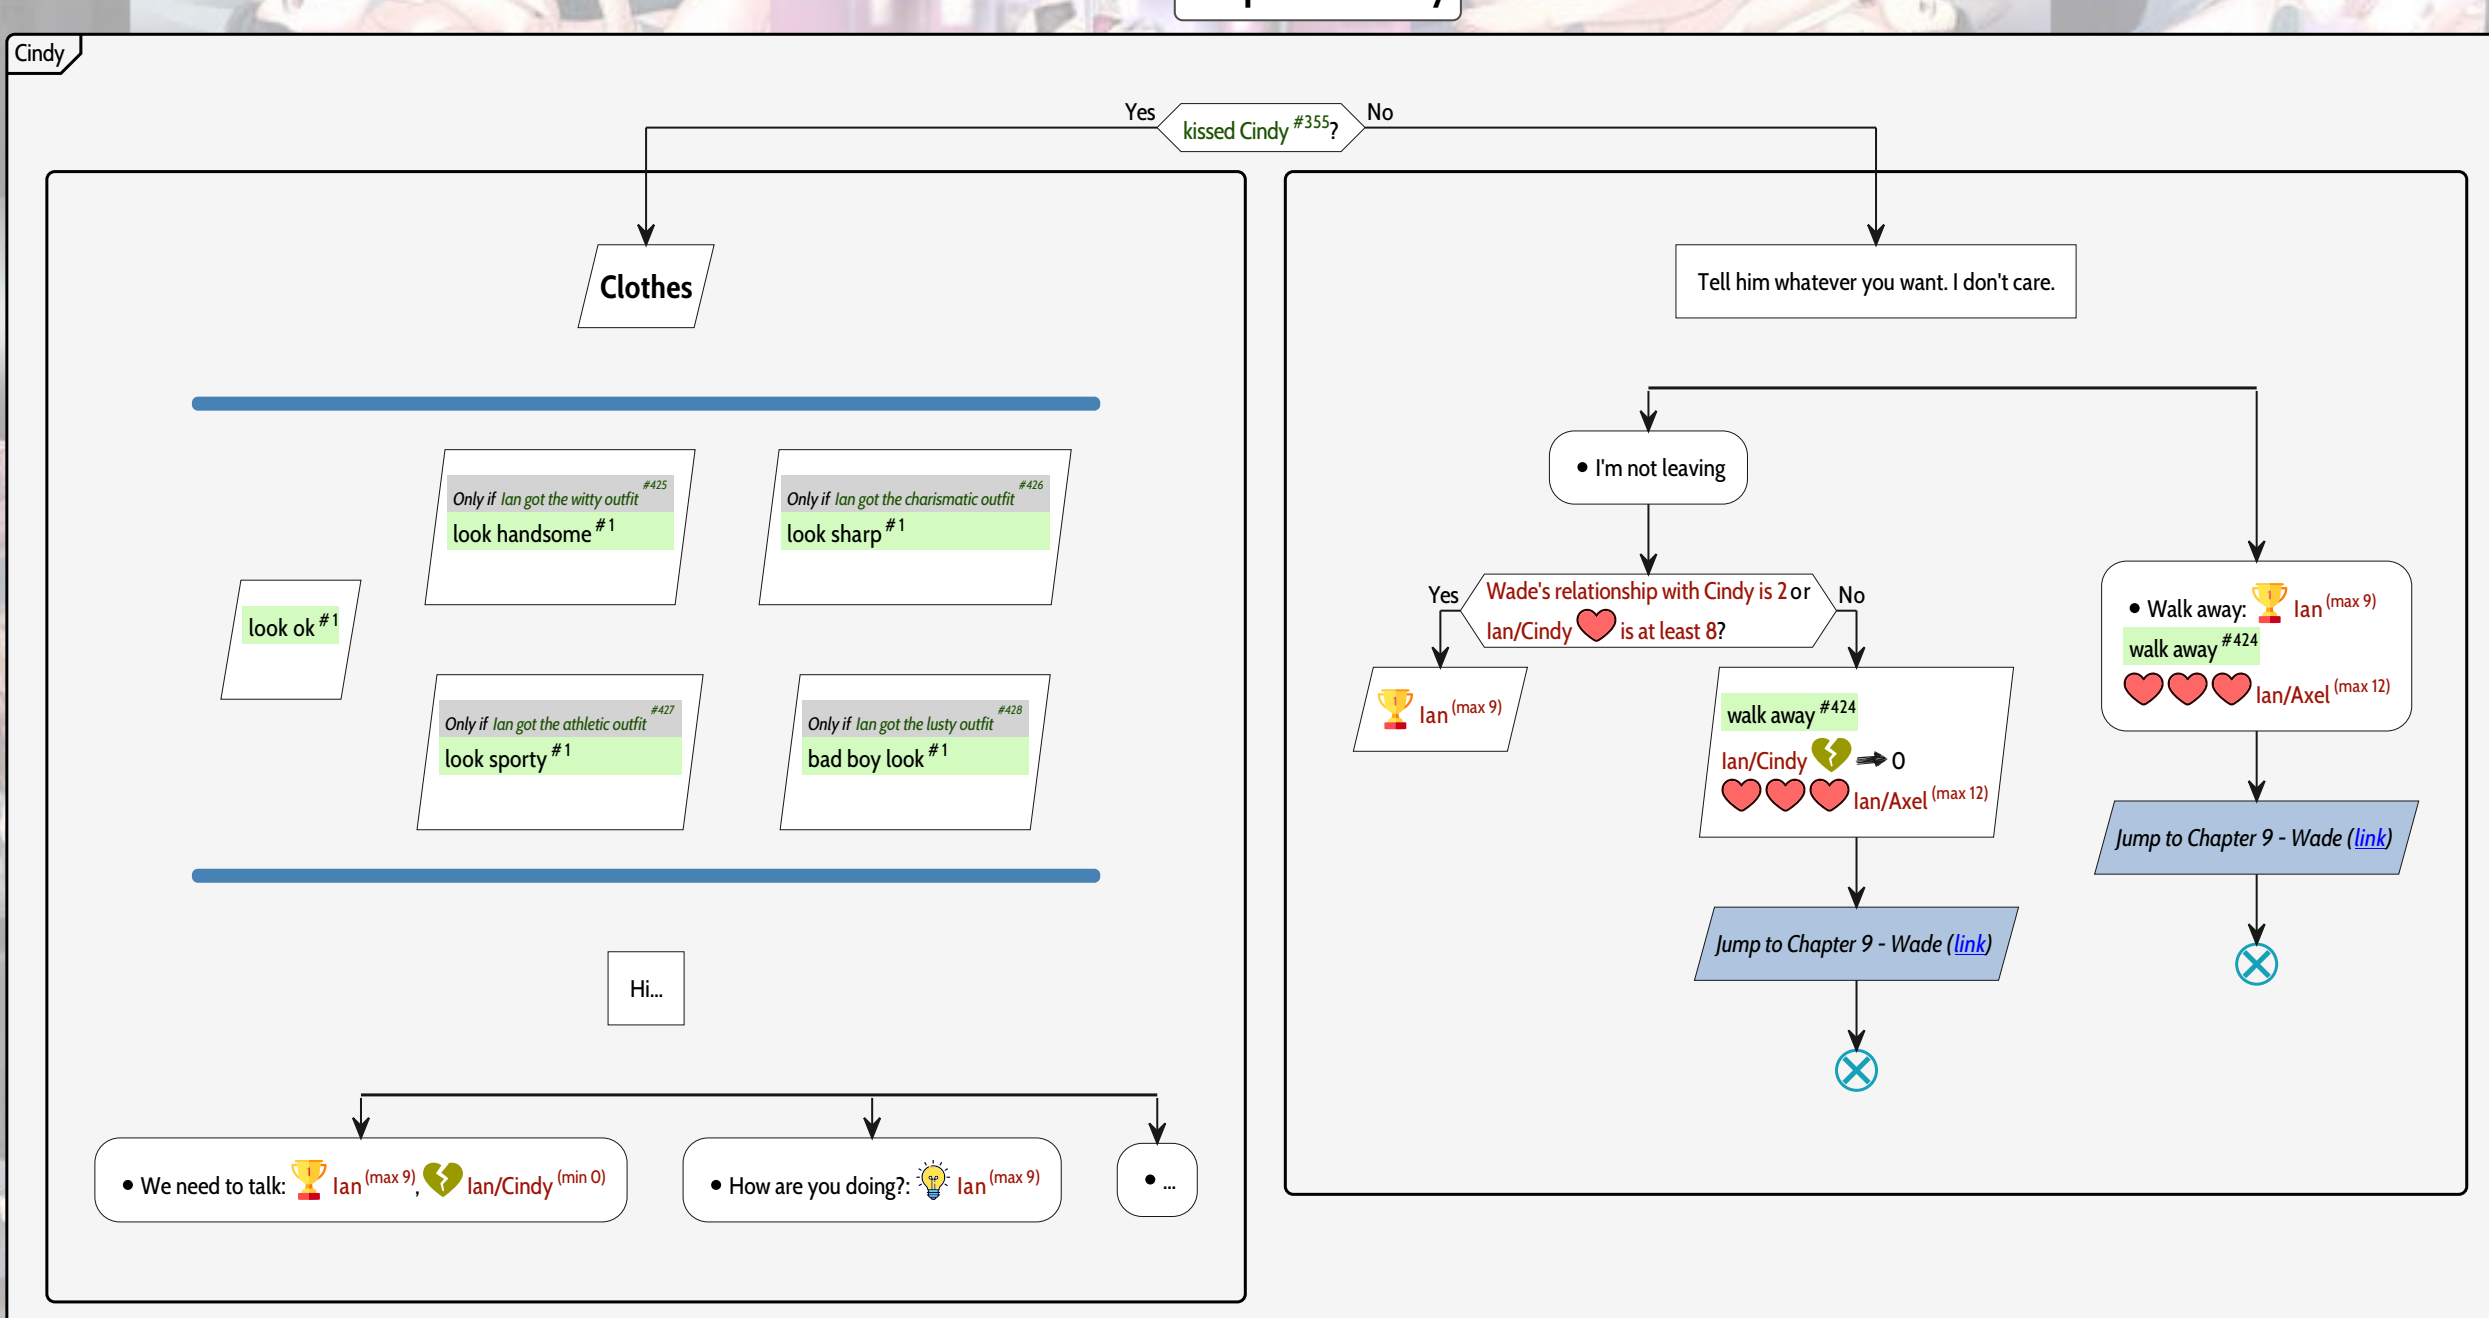 Cindy
Yes
kissed Cindy #355?
No
Clothes
Only if Ian got the witty outfit #425
look handsome # 1
Only if Ian got the charismatic outfit #426
look sharp # 1
look ok # 1
Only if Ian got the athletic outfit #427
look sporty # 1
Only if Ian got the lusty outfit #428
bad boy look # 1
Hi...
• We need to talk: 1 Ian (max 9), Ian/Cindy (min 0)
• How are you doing?: Ian (max 9)
• ...
Tell him whatever you want. I don't care.
• I'm not leaving
Yes
Wade's relationship with Cindy is 2 or
Ian/Cindy is at least 8?
No
1 Ian (max 9)
walk away #424
Ian/Cindy 0
Ian/Axel (max 12)
Jump to Chapter 9 - Wade (link)
• Walk away: 1 Ian (max 9)
walk away #424
Ian/Axel (max 12)
Jump to Chapter 9 - Wade (link)